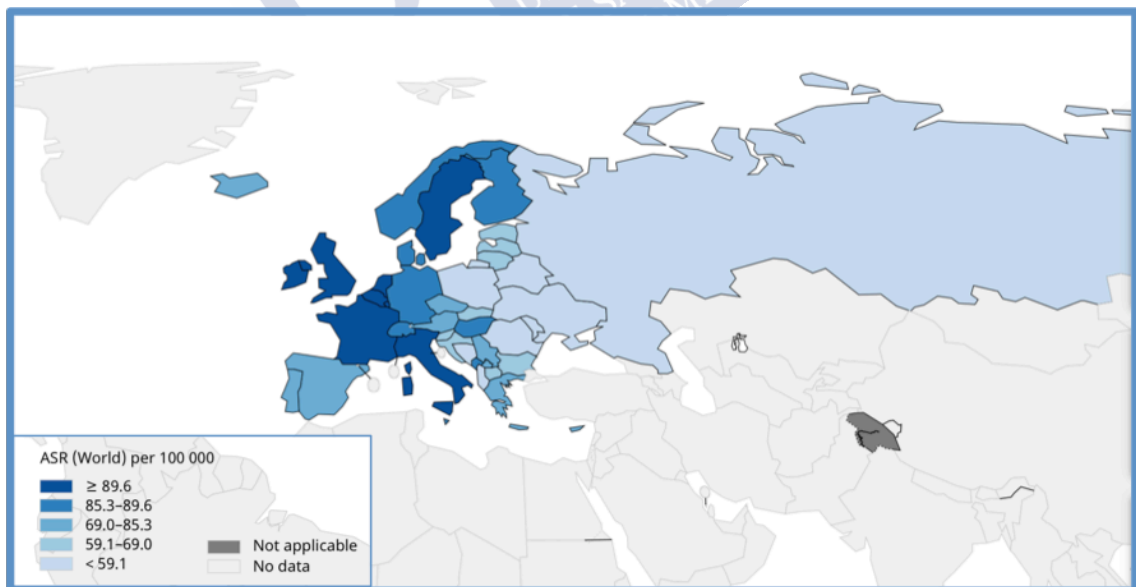 ASR (World) per 100 000
≥ 89.6
85.3–89.6
69.0–85.3
59.1–69.0
< 59.1
Not applicable
No data